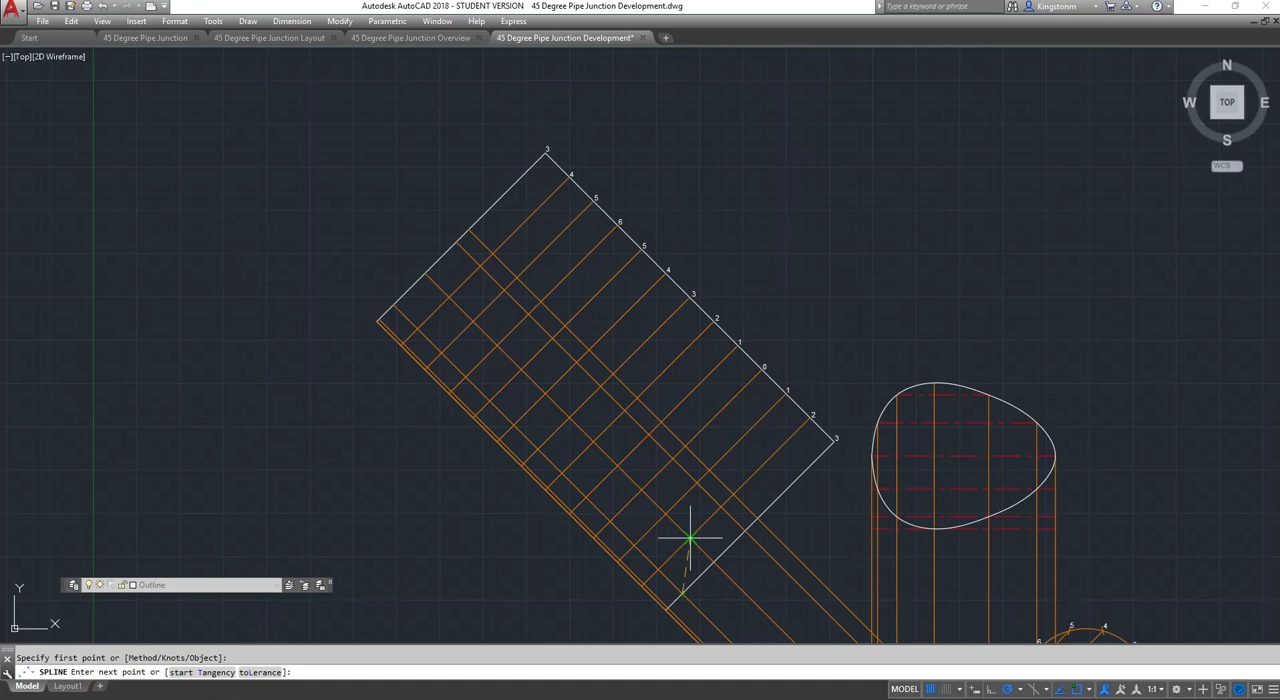 Autodesk AutoCAD 2018 - STUDENT VERSION 45 Degree Pipe Junction Development.dwg
Type a keyword or phrase
Kingstonm
File Edit View Insert Format Tools Draw Dimension Modify Parametric Window Help Express
Start 45 Degree Pipe Junction 45 Degree Pipe Junction Layout 45 Degree Pipe Junction Overview 45 Degree Pipe Junction Development*
[−][Top][2D Wireframe]
N
W TOP E
S
WCS
3
4
5
6
5
4
3
2
1
0
1
2
3
5 4
6
Outline
Y
X
Specify first point or [Method/Knots/Object]:
SPLINE Enter next point or [start Tangency toLerance]:
Model Layout1 +
MODEL 1:1